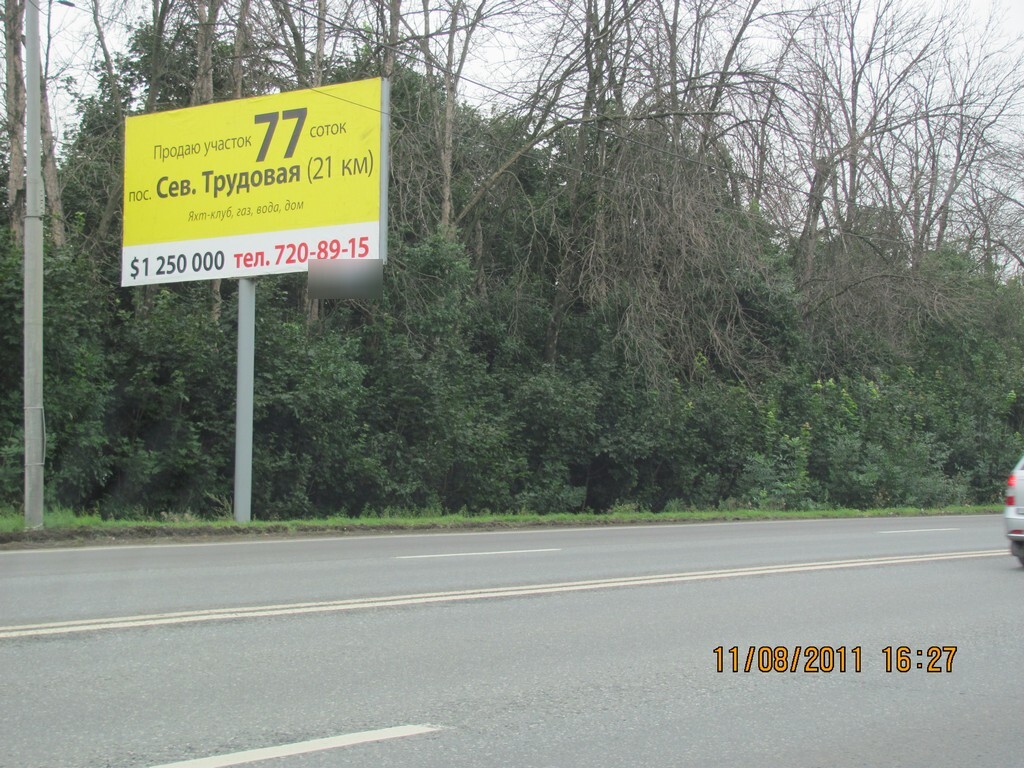 Продаю участок 77 соток
пос. Сев. Трудовая (21 км)
Яхт-клуб, газ, вода, дом
$1 250 000 тел. 720-89-15
11/08/2011 16:27